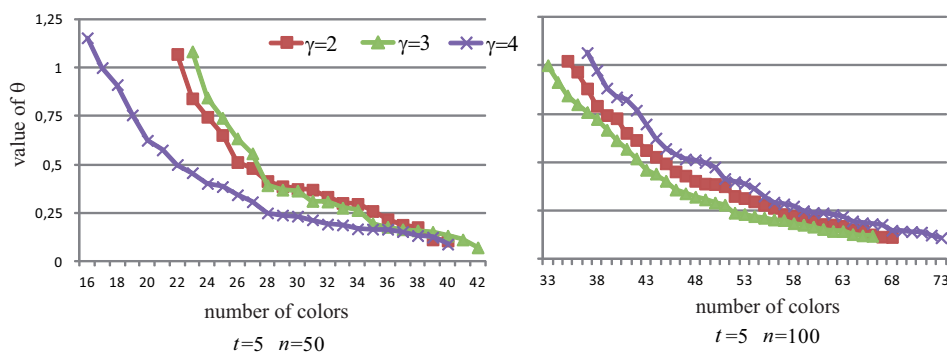 1,25
1
0,75
0,5
0,25
0
value of θ
γ=2 γ=3 γ=4
16 18 20 22 24 26 28 30 32 34 36 38 40 42
number of colors
t=5 n=50
33 38 43 48 53 58 63 68 73
number of colors
t=5 n=100